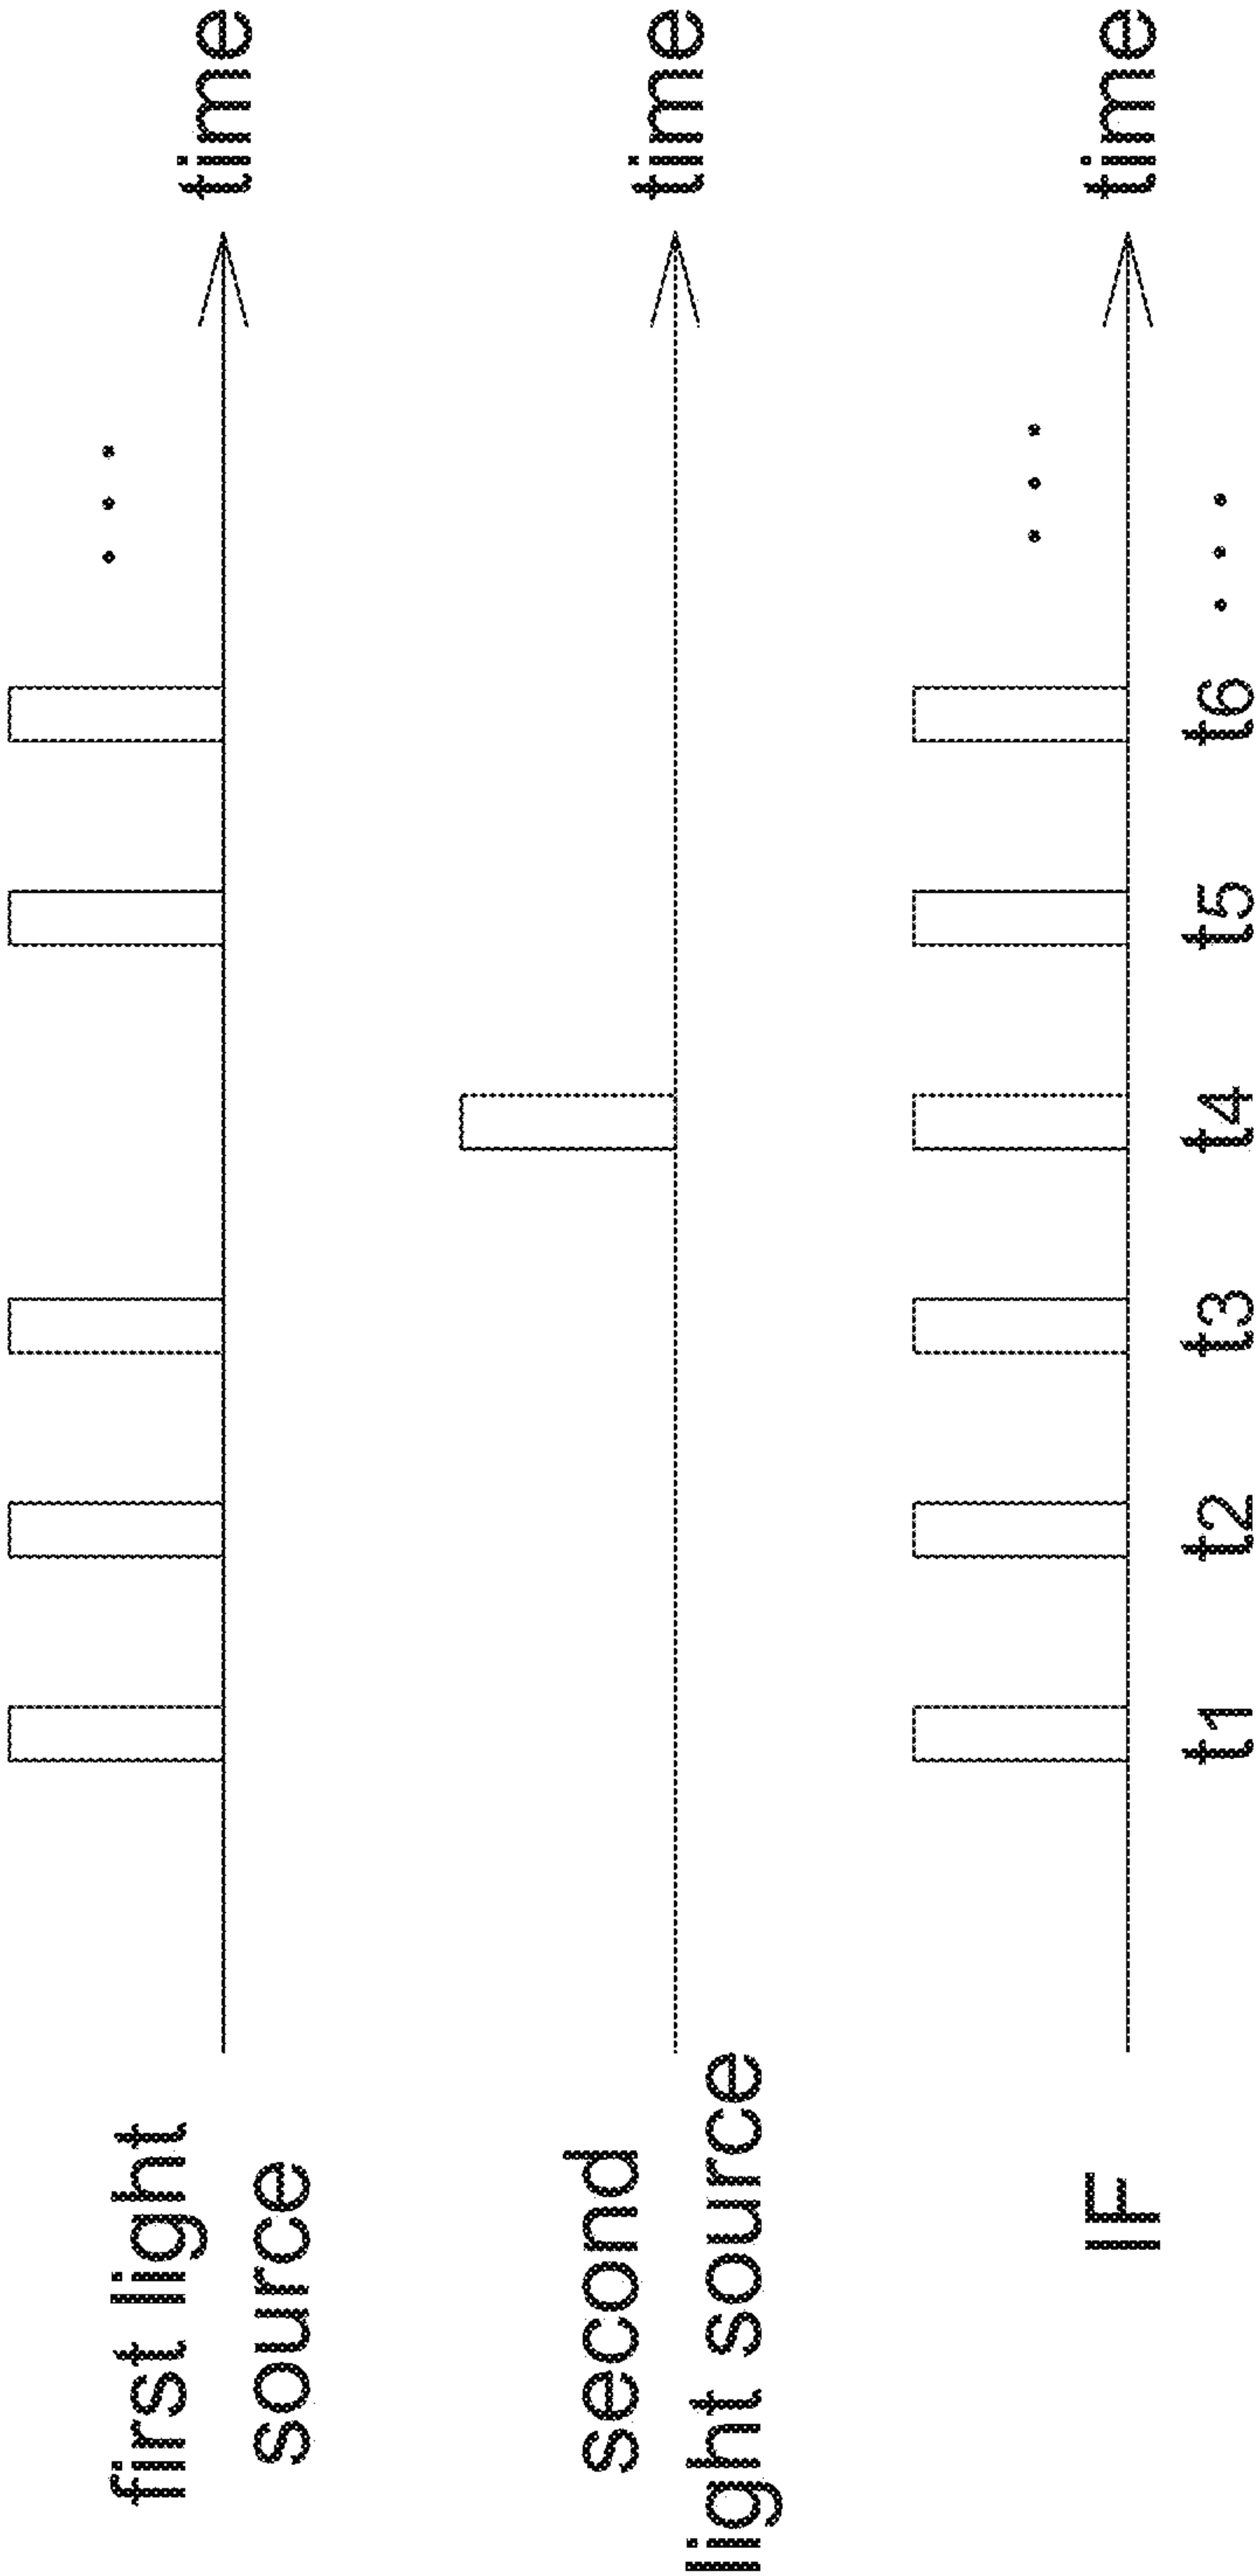 first light
source
time
second
light source
time
IF
time
t1 t2 t3 t4 t5 t6 ...